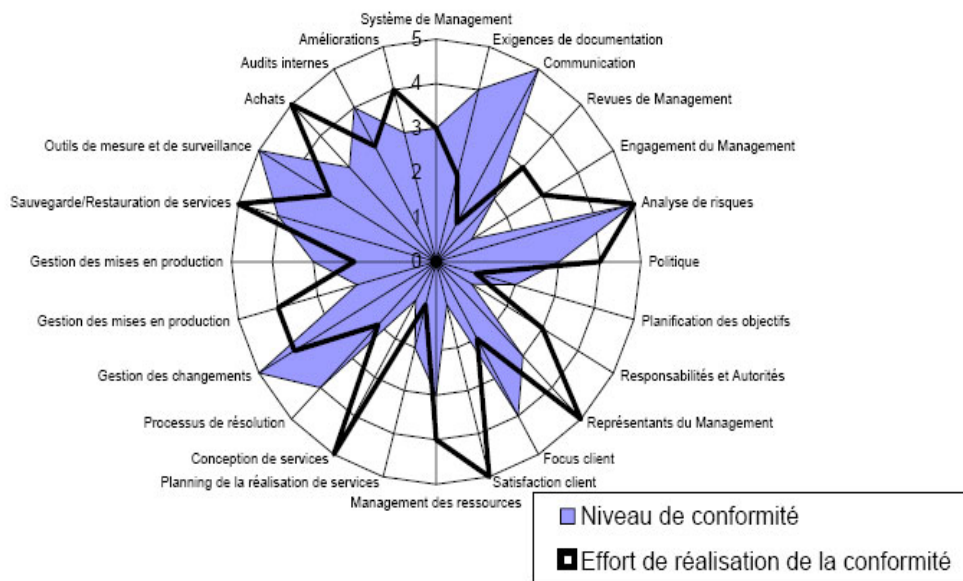 Système de Management
Améliorations
5
Exigences de documentation
Audits internes
Communication
Achats
4
Revues de Management
Outils de mesure et de surveillance
3
Engagement du Management
2
Sauvegarde/Restauration de services
1
Analyse de risques
Gestion des mises en production
0
Politique
Gestion des mises en production
Planification des objectifs
Gestion des changements
Responsabilités et Autorités
Processus de résolution
Représentants du Management
Conception de services
Focus client
Planning de la réalisation de services
Satisfaction client
Management des ressources
Niveau de conformité
Effort de réalisation de la conformité